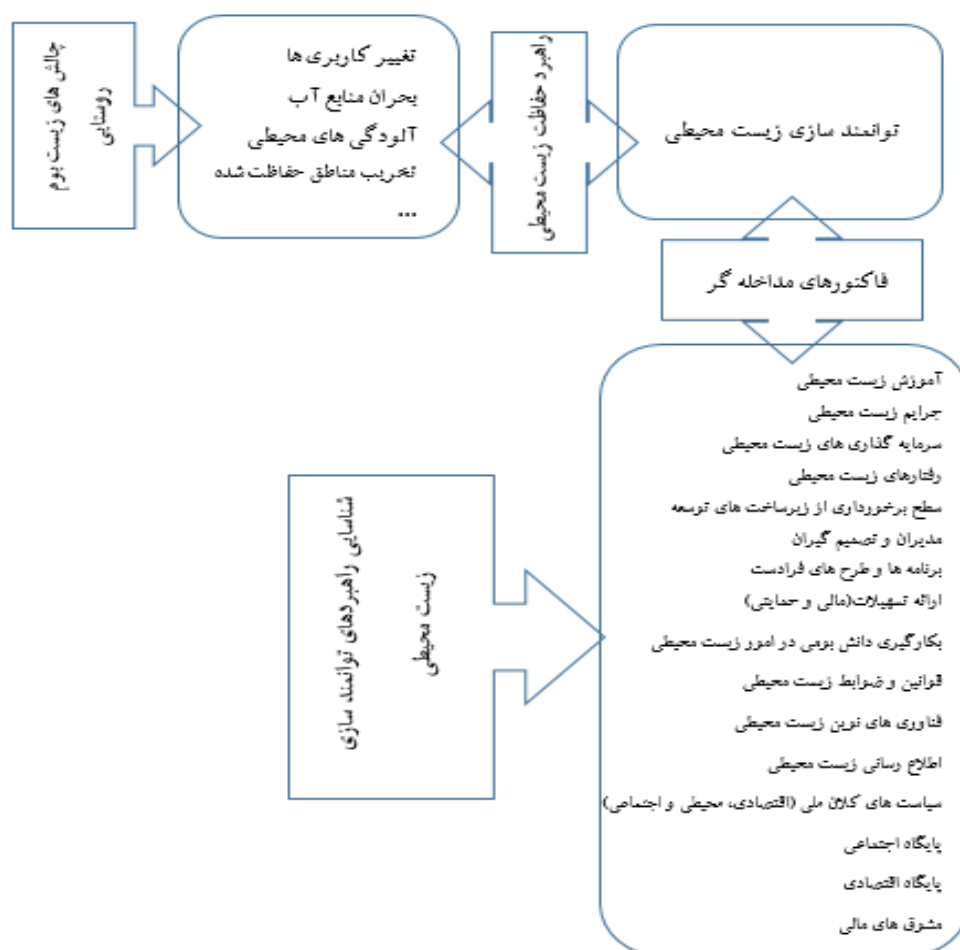 چالش های زیست بوم
روستایی
تغییر کاربری ها
بحران منابع آب
آلودگی های محیطی
تخریب مناطق حفاظت شده
...
راهبرد حفاظت زیست محیطی
توانمند سازی زیست محیطی
فاکتورهای مداخله گر
آموزش زیست محیطی
جرایم زیست محیطی
سرمایه گذاری های زیست محیطی
رفتارهای زیست محیطی
سطح برخورداری از زیرساخت های توسعه
مدیران و تصمیم گیران
برنامه ها و طرح های فرادست
ارائه تسهیلات(مالی و حمایتی)
بکارگیری دانش بومی در امور زیست محیطی
قوانین و ضوابط زیست محیطی
فناوری های نوین زیست محیطی
اطلاع رسانی زیست محیطی
سیاست های کلان ملی (اقتصادی، محیطی و اجتماعی)
پایگاه اجتماعی
پایگاه اقتصادی
مشوق های مالی
شناسایی راهبردهای توانمند سازی
زیست محیطی